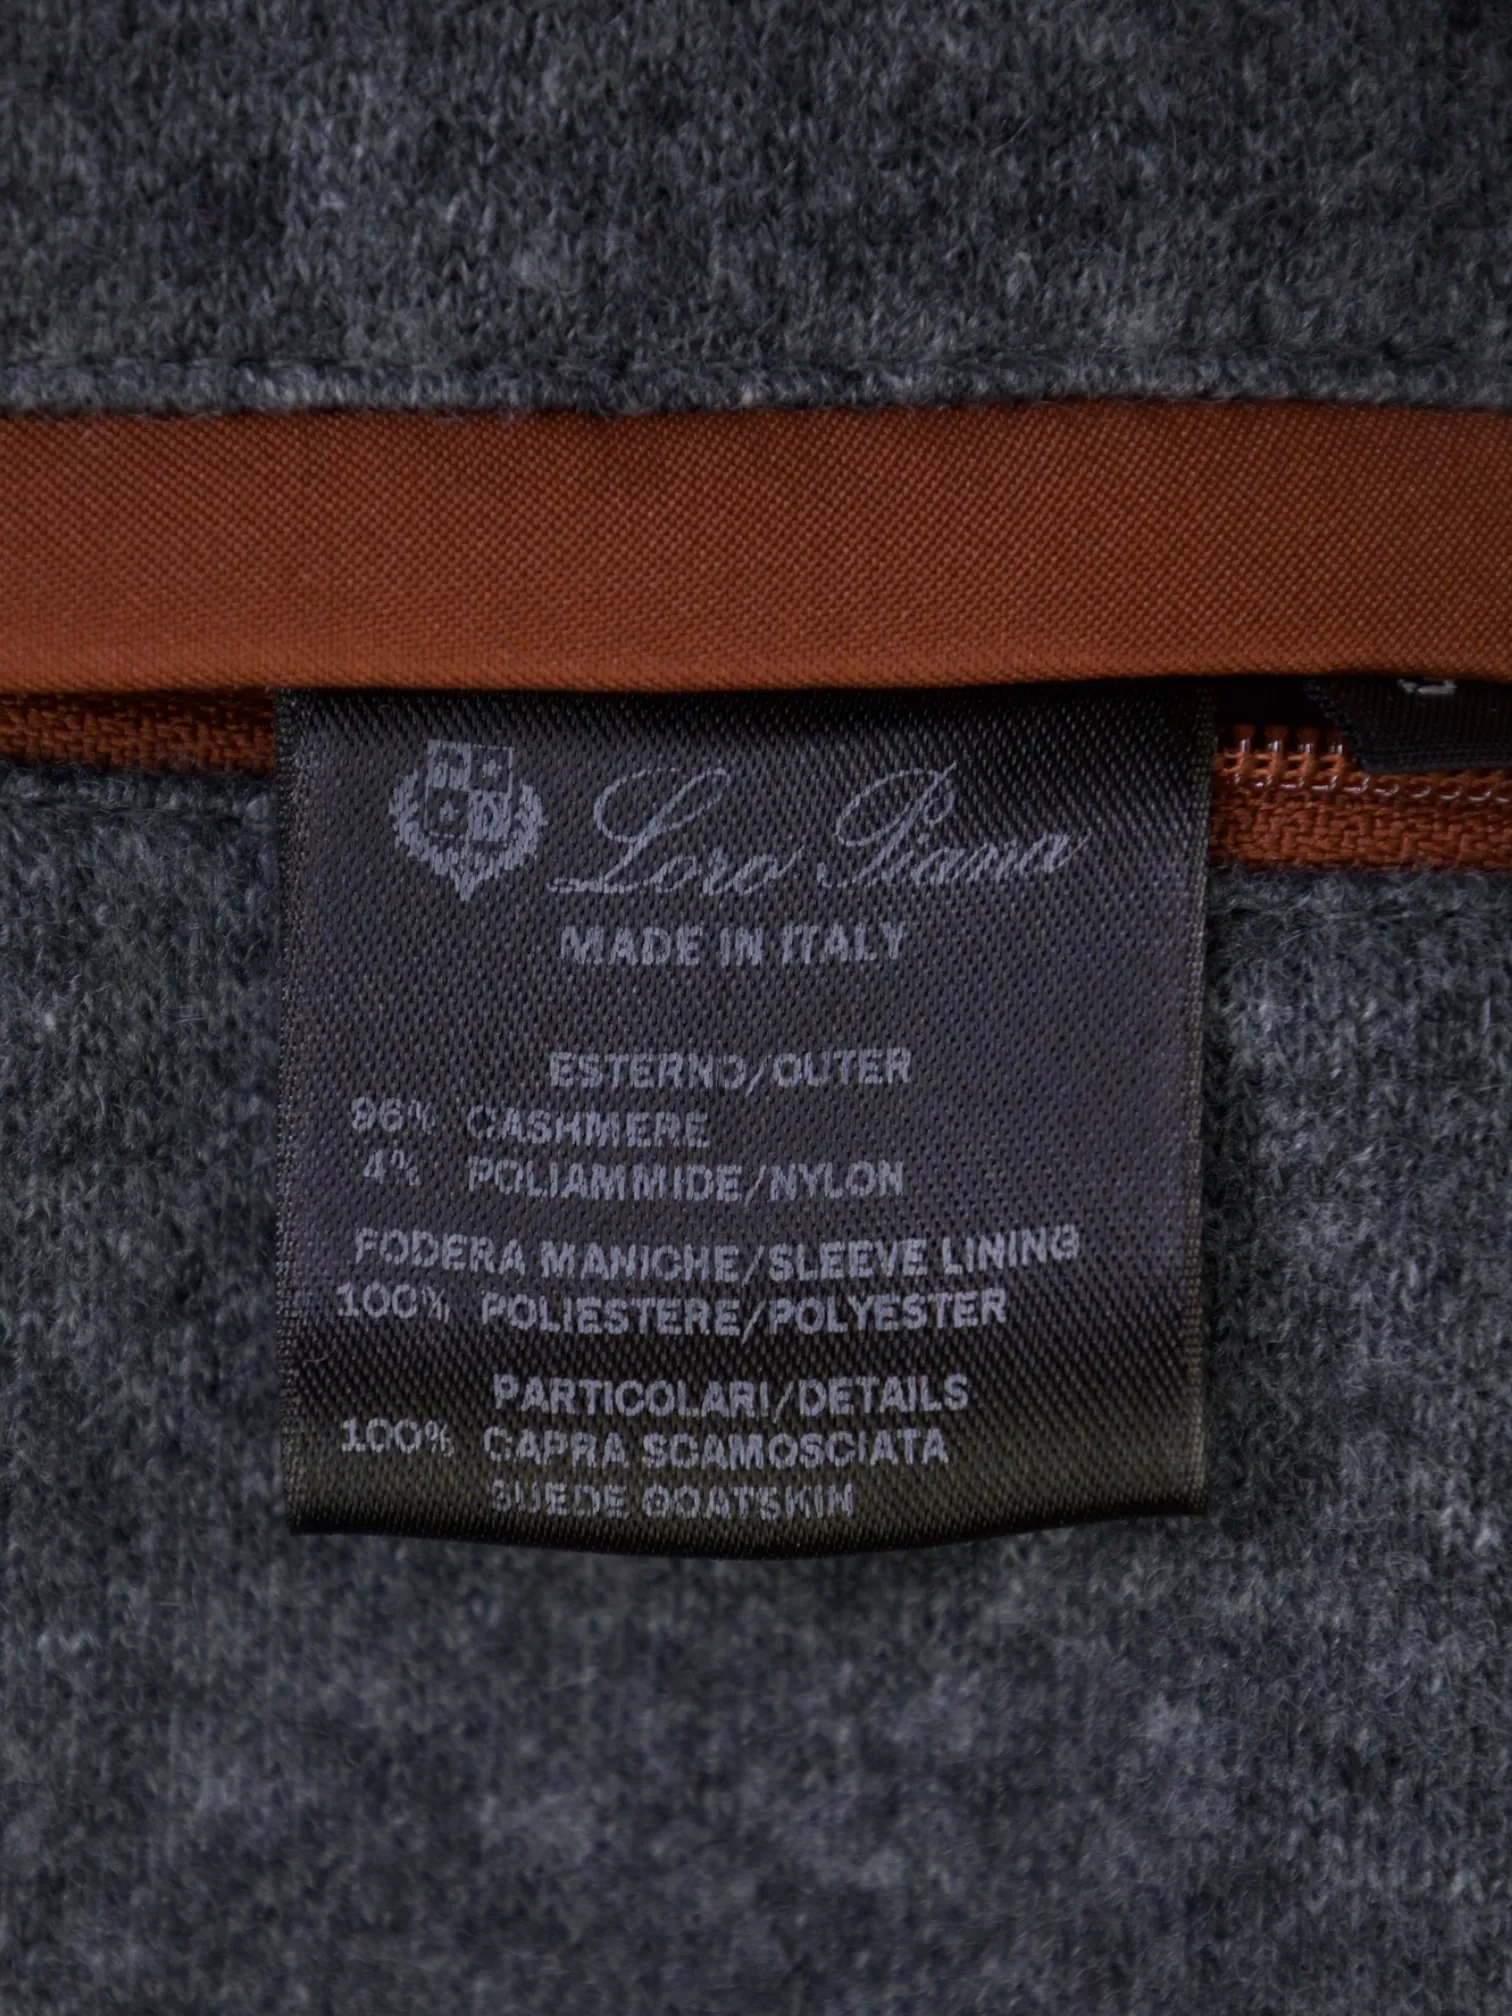 Loro Piana
MADE IN ITALY
ESTERNO/OUTER
96% CASHMERE
4% POLIAMMIDE/NYLON
FODERA MANICHE/SLEEVE LINING
100% POLIESTERE/POLYESTER
PARTICOLARI/DETAILS
100% CAPRA SCAMOSCIATA
SUEDE GOATSKIN